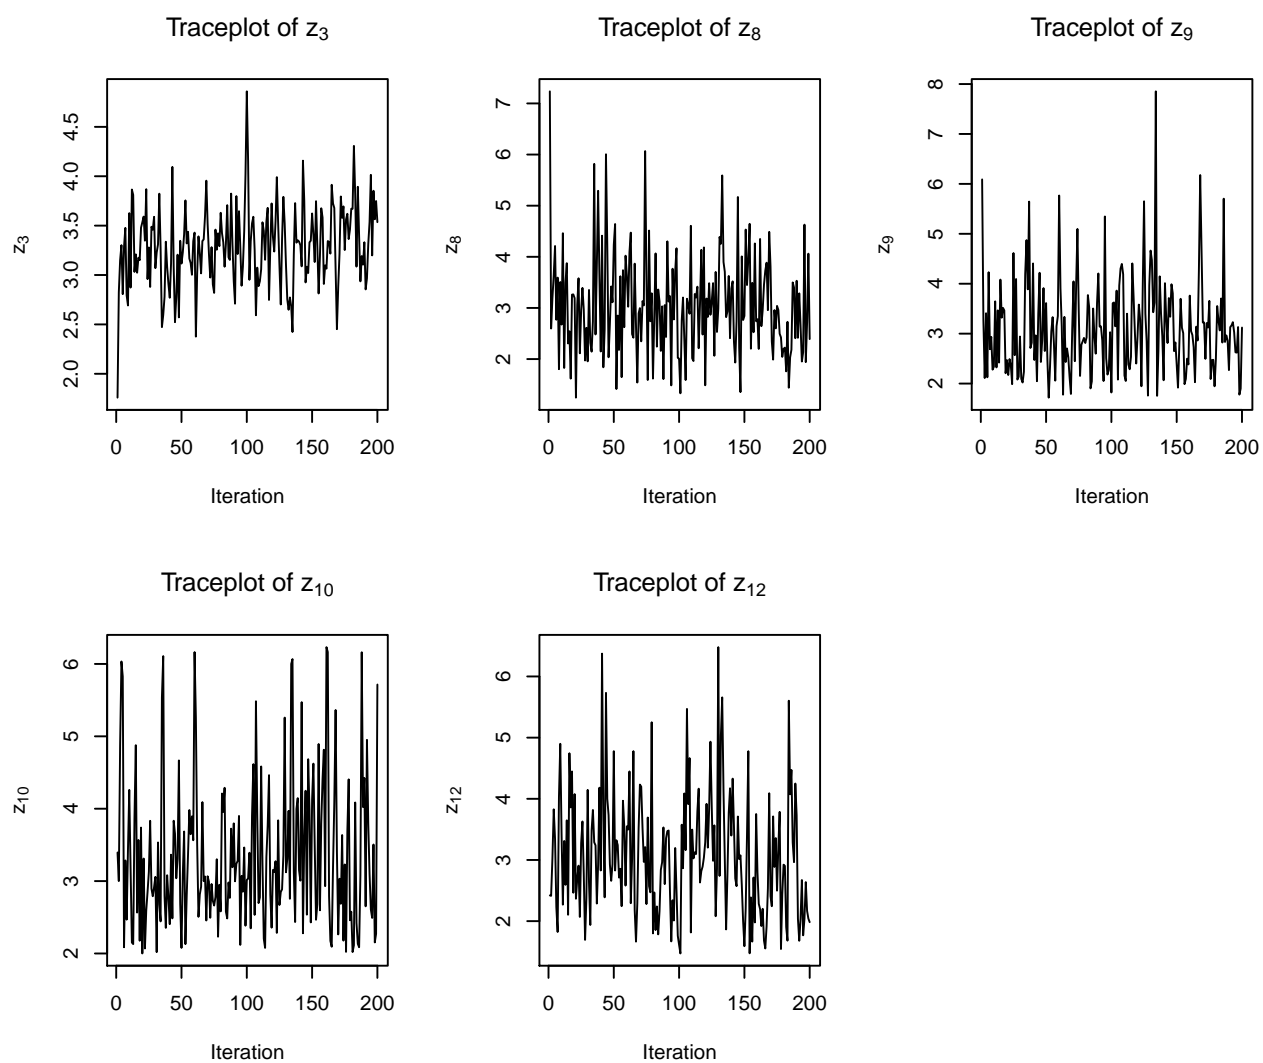 Traceplot of z₃
Traceplot of z₈
Traceplot of z₉
z₃
2.0 2.5 3.0 3.5 4.0 4.5
0 50 100 150 200
Iteration
z₈
2 3 4 5 6 7
0 50 100 150 200
Iteration
z₉
2 3 4 5 6 7 8
0 50 100 150 200
Iteration
Traceplot of z₁₀
Traceplot of z₁₂
z₁₀
2 3 4 5 6
0 50 100 150 200
Iteration
z₁₂
2 3 4 5 6
0 50 100 150 200
Iteration